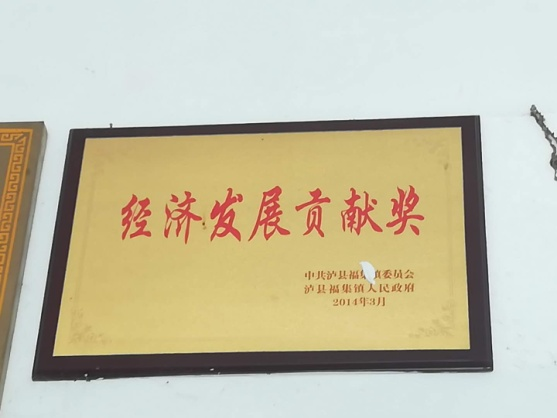 经济发展贡献奖
中共泸县福集镇委员会
泸县福集镇人民政府
2014年3月